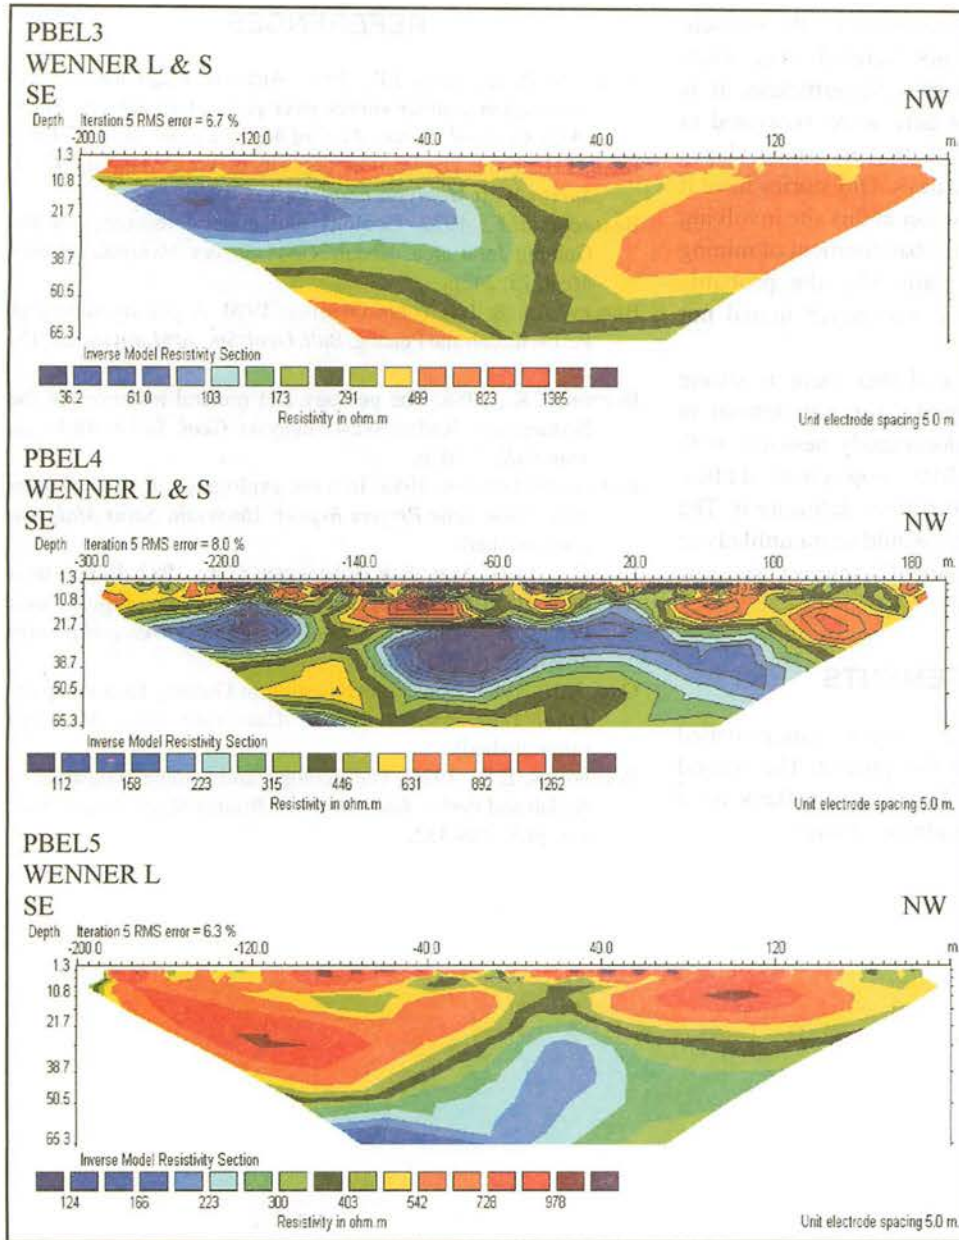 PBEL3
WENNER L & S
SE NW
Depth Iteration 5 RMS error = 6.7 %
-200.0 -120.0 -40.0 40.0 120 m.
1.3
10.8
21.7
38.7
50.5
65.3
Inverse Model Resistivity Section
36.2 61.0 103 173 291 489 823 1385
Resistivity in ohm.m Unit electrode spacing 5.0 m.
PBEL4
WENNER L & S
SE NW
Depth Iteration 5 RMS error = 8.0 %
-300.0 -220.0 -140.0 -60.0 20.0 100 180 m.
1.3
10.8
21.7
38.7
50.5
65.3
Inverse Model Resistivity Section
112 158 223 315 446 631 892 1262
Resistivity in ohm.m Unit electrode spacing 5.0 m.
PBEL5
WENNER L
SE NW
Depth Iteration 5 RMS error = 6.3 %
-200.0 -120.0 -40.0 40.0 120 m.
1.3
10.8
21.7
38.7
50.5
65.3
Inverse Model Resistivity Section
124 166 223 300 403 542 728 978
Resistivity in ohm.m Unit electrode spacing 5.0 m.